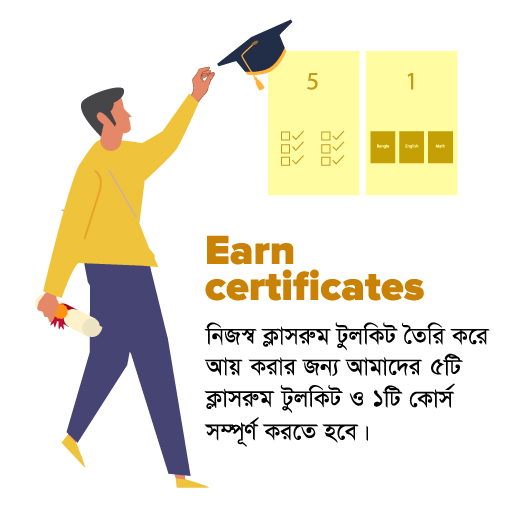 5
1
Bangla English Math
Earn
certificates
নিজস্ব ক্লাসরুম টুলকিট তৈরি করে
আয় করার জন্য আমাদের ৫টি
ক্লাসরুম টুলকিট ও ১টি কোর্স
সম্পূর্ণ করতে হবে।